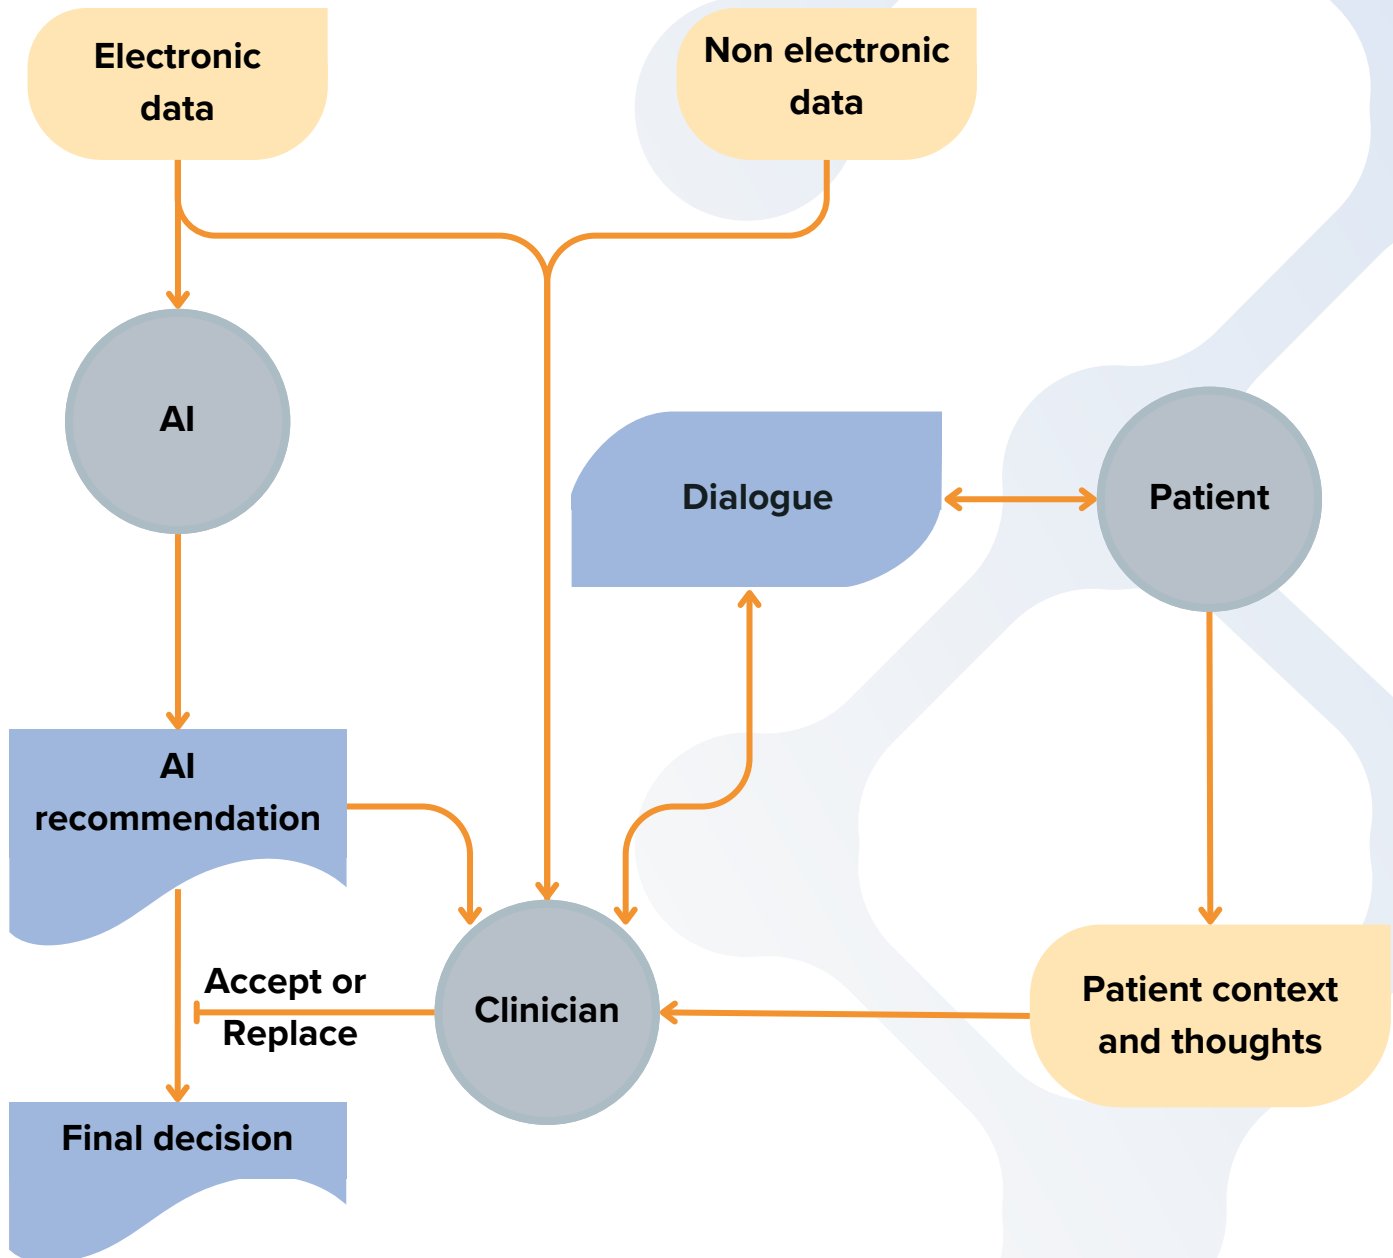 Electronic
data
Non electronic
data
AI
Dialogue
Patient
AI
recommendation
Accept or
Replace
Clinician
Patient context
and thoughts
Final decision